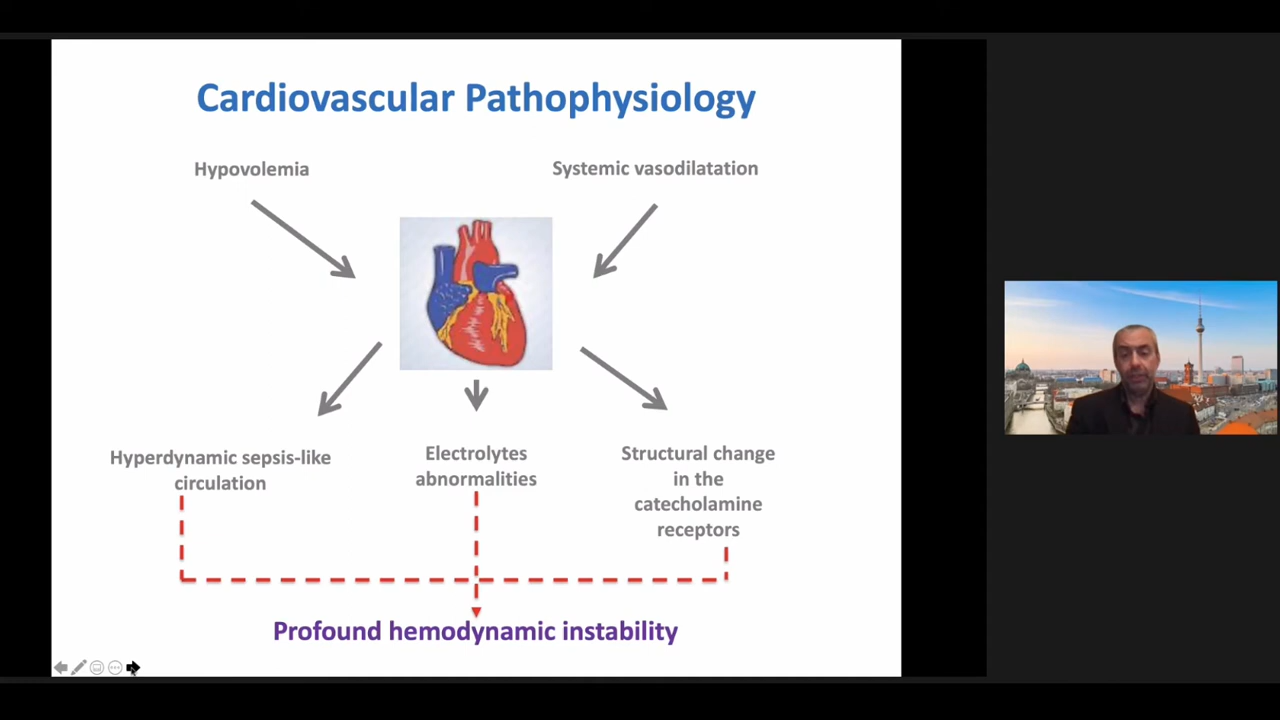 Cardiovascular Pathophysiology
Hypovolemia
Systemic vasodilatation
Hyperdynamic sepsis-like
circulation
Electrolytes
abnormalities
Structural change
in the
catecholamine
receptors
Profound hemodynamic instability